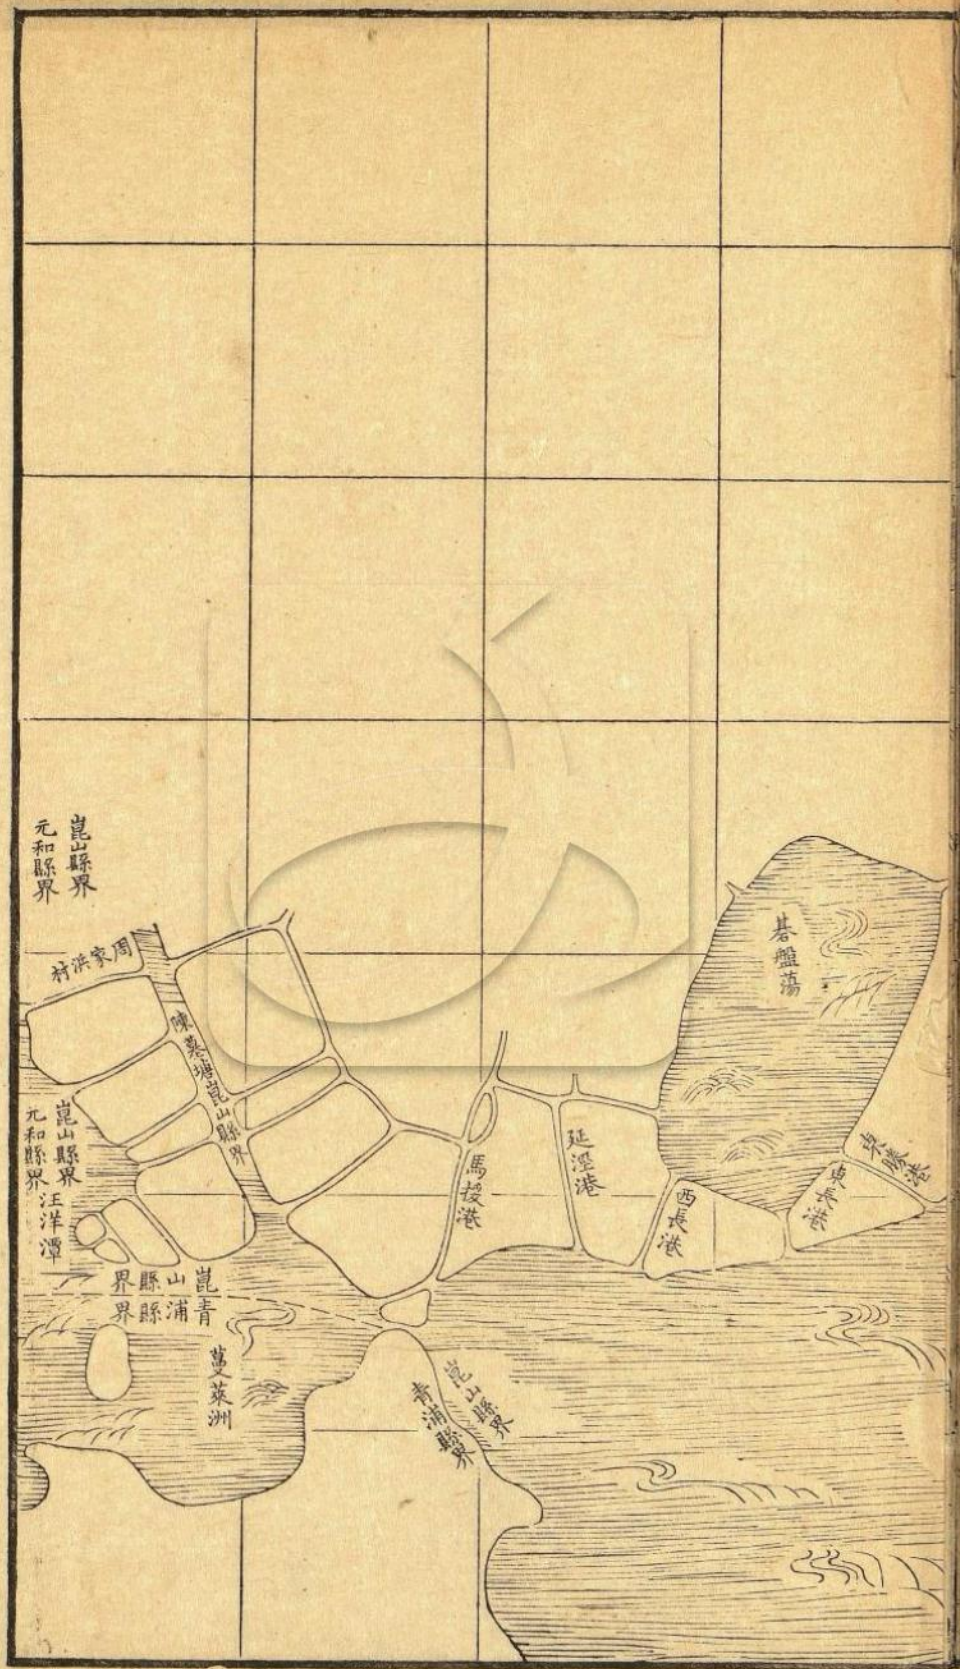 碁盤蕩
東勝港
東長港
西長港
延涇港
馬援港
崑山縣界
元和縣界
周家浜村
陳墓塘崑山縣界
崑山縣界
元和縣界
汪洋潭
崑山縣界
青浦縣界
蔓萊洲
崑山縣界
青浦縣界